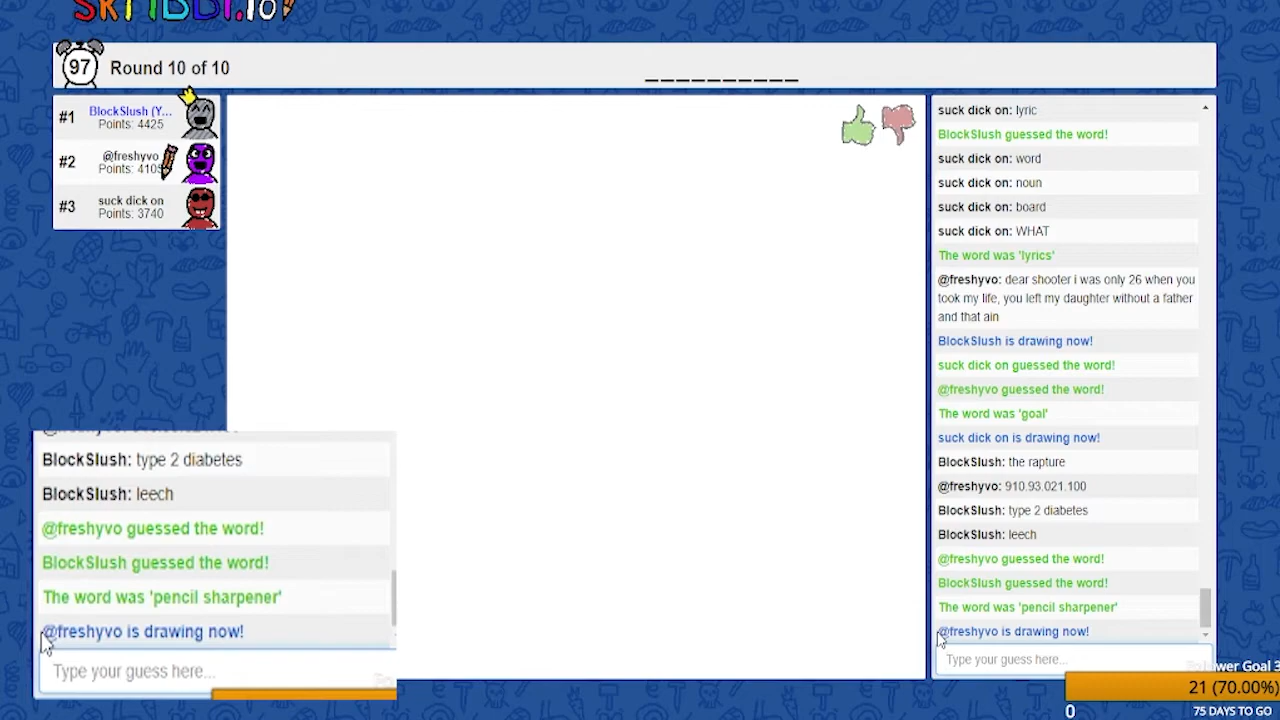 skribbl.io
97
Round 10 of 10
__________
#1 BlockSlush (Y...
Points: 4425
#2 @freshyvo
Points: 4105
#3 suck dick on
Points: 3740
suck dick on: lyric
BlockSlush guessed the word!
suck dick on: word
suck dick on: noun
suck dick on: board
suck dick on: WHAT
The word was 'lyrics'
@freshyvo: dear shooter i was only 26 when you
took my life, you left my daughter without a father
and that ain
BlockSlush is drawing now!
suck dick on guessed the word!
@freshyvo guessed the word!
The word was 'goal'
suck dick on is drawing now!
BlockSlush: the rapture
@freshyvo: 910.93.021.100
BlockSlush: type 2 diabetes
BlockSlush: leech
@freshyvo guessed the word!
BlockSlush guessed the word!
The word was 'pencil sharpener'
@freshyvo is drawing now!
Type your guess here...
BlockSlush: type 2 diabetes
BlockSlush: leech
@freshyvo guessed the word!
BlockSlush guessed the word!
The word was 'pencil sharpener'
@freshyvo is drawing now!
Type your guess here...
Goal 3
21 (70.00%)
0
75 DAYS TO GO